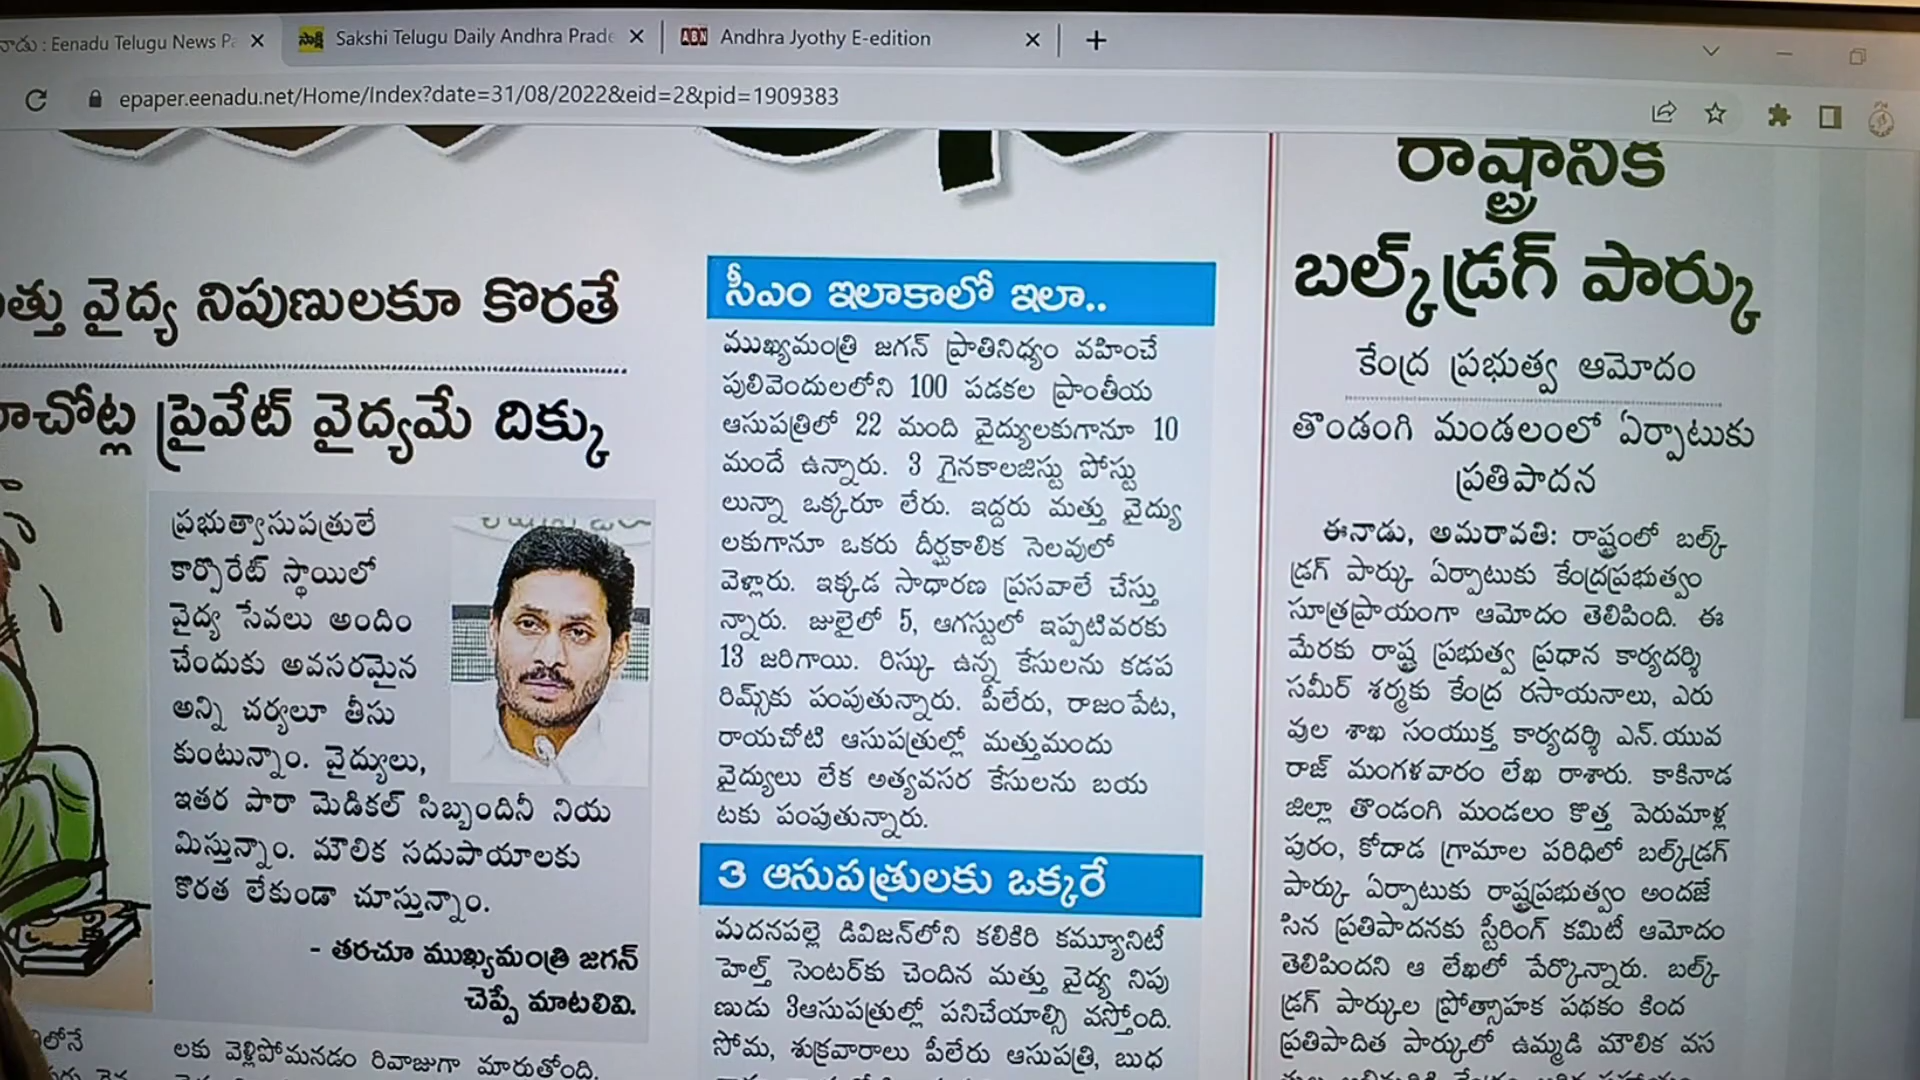 నాడు : Eenadu Telugu News Pa
Sakshi Telugu Daily Andhra Prade
ABN Andhra Jyothy E-edition
epaper.eenadu.net/Home/Index?date=31/08/2022&eid=2&pid=1909383
త్తు వైద్య నిపుణులకూ కొరతే
చోట్ల ప్రైవేట్ వైద్యమే దిక్కు
ప్రభుత్వాసుపత్రులే
కార్పొరేట్ స్థాయిలో
వైద్య సేవలు అందిం
చేందుకు అవసరమైన
అన్ని చర్యలూ తీసు
కుంటున్నాం. వైద్యులు,
ఇతర పారా మెడికల్ సిబ్బందినీ నియ
మిస్తున్నాం. మౌలిక సదుపాయాలకు
కొరత లేకుండా చూస్తున్నాం.
- తరచూ ముఖ్యమంత్రి జగన్
చెప్పే మాటలివి.
లోనే
లకు వెళ్లిపోమనడం రివాజుగా మారుతోంది.
సీఎం ఇలాకాలో ఇలా..
ముఖ్యమంత్రి జగన్ ప్రాతినిధ్యం వహించే
పులివెందులలోని 100 పడకల ప్రాంతీయ
ఆసుపత్రిలో 22 మంది వైద్యులకుగానూ 10
మందే ఉన్నారు. 3 గైనకాలజిస్టు పోస్టు
లున్నా ఒక్కరూ లేరు. ఇద్దరు మత్తు వైద్యు
లకుగానూ ఒకరు దీర్ఘకాలిక సెలవులో
వెళ్లారు. ఇక్కడ సాధారణ ప్రసవాలే చేస్తు
న్నారు. జులైలో 5, ఆగస్టులో ఇప్పటివరకు
13 జరిగాయి. రిస్కు ఉన్న కేసులను కడప
రిమ్స్‌కు పంపుతున్నారు. పీలేరు, రాజంపేట,
రాయచోటి ఆసుపత్రుల్లో మత్తుమందు
వైద్యులు లేక అత్యవసర కేసులను బయ
టకు పంపుతున్నారు.
3 ఆసుపత్రులకు ఒక్కరే
మదనపల్లె డివిజన్‌లోని కలికిరి కమ్యూనిటీ
హెల్త్ సెంటర్‌కు చెందిన మత్తు వైద్య నిపు
ణుడు 3ఆసుపత్రుల్లో పనిచేయాల్సి వస్తోంది.
సోమ, శుక్రవారాలు పీలేరు ఆసుపత్రి, బుధ
రాష్ట్రానికి
బల్క్‌డ్రగ్ పార్కు
కేంద్ర ప్రభుత్వ ఆమోదం
తొండంగి మండలంలో ఏర్పాటుకు
ప్రతిపాదన
ఈనాడు, అమరావతి: రాష్ట్రంలో బల్క్
డ్రగ్ పార్కు ఏర్పాటుకు కేంద్రప్రభుత్వం
సూత్రప్రాయంగా ఆమోదం తెలిపింది. ఈ
మేరకు రాష్ట్ర ప్రభుత్వ ప్రధాన కార్యదర్శి
సమీర్ శర్మకు కేంద్ర రసాయనాలు, ఎరు
వుల శాఖ సంయుక్త కార్యదర్శి ఎన్.యువ
రాజ్ మంగళవారం లేఖ రాశారు. కాకినాడ
జిల్లా తొండంగి మండలం కొత్త పెరుమాళ్ల
పురం, కోదాడ గ్రామాల పరిధిలో బల్క్‌డ్రగ్
పార్కు ఏర్పాటుకు రాష్ట్రప్రభుత్వం అందజే
సిన ప్రతిపాదనకు స్టీరింగ్ కమిటీ ఆమోదం
తెలిపిందని ఆ లేఖలో పేర్కొన్నారు. బల్క్
డ్రగ్ పార్కుల ప్రోత్సాహక పథకం కింద
ప్రతిపాదిత పార్కులో ఉమ్మడి మౌలిక వస